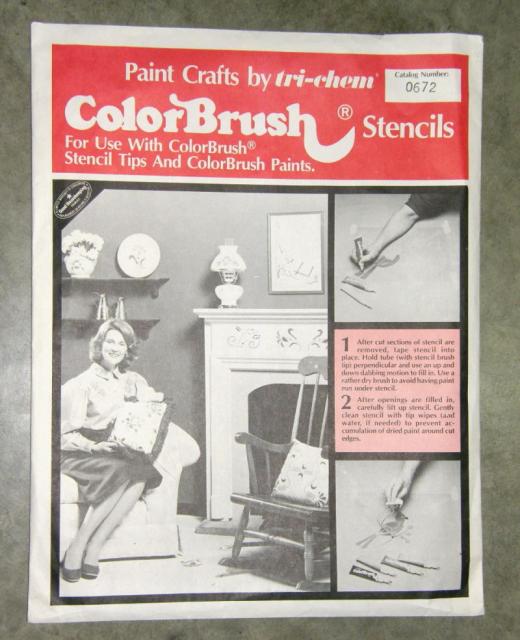 Paint Crafts by tri-chem®
Catalog Number:
0672
ColorBrush® Stencils
For Use With ColorBrush®
Stencil Tips And ColorBrush Paints.
1 After cut sections of stencil are
removed, tape stencil into
place. Hold tube (with stencil brush
tip) perpendicular and use an up and
down dabbing motion to fill in. Use a
rather dry brush to avoid having paint
run under stencil.
2 After openings are filled in,
carefully lift up stencil. Gently
clean stencil with tip wipes (and
water, if needed) to prevent ac-
cumulation of dried paint around cut
edges.